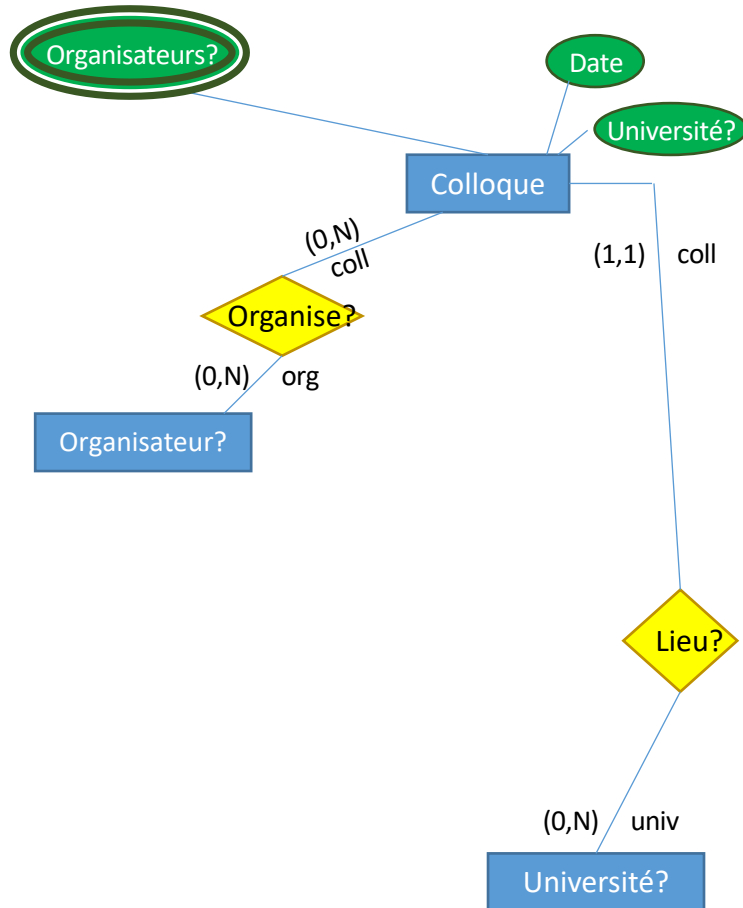 Organisateurs?
Date
Université?
Colloque
(0,N)
coll
(1,1) coll
Organise?
(0,N) org
Organisateur?
Lieu?
(0,N) univ
Université?